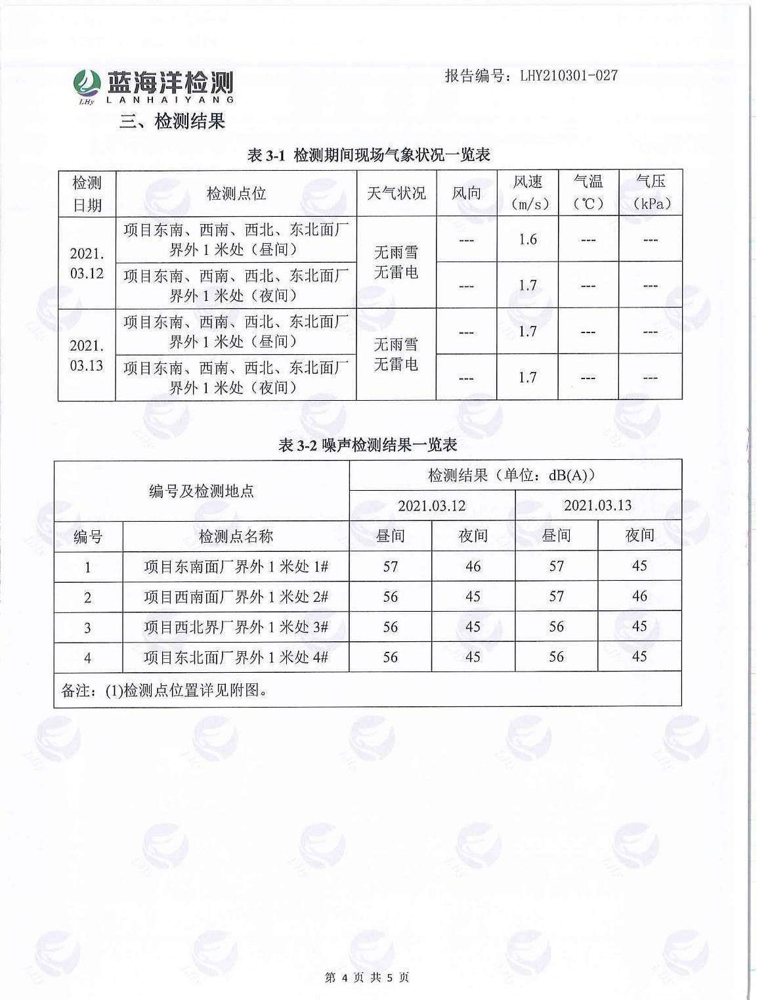 蓝海洋检测
LHy LANHAIYANG
报告编号：LHY210301-027
三、检测结果
表 3-1 检测期间现场气象状况一览表
检测日期 检测点位 天气状况 风向 风速（m/s） 气温（℃） 气压（kPa）
2021.03.12 项目东南、西南、西北、东北面厂界外 1 米处（昼间） 无雨雪无雷电 --- 1.6 --- ---
项目东南、西南、西北、东北面厂界外 1 米处（夜间） --- 1.7 --- ---
2021.03.13 项目东南、西南、西北、东北面厂界外 1 米处（昼间） 无雨雪无雷电 --- 1.7 --- ---
项目东南、西南、西北、东北面厂界外 1 米处（夜间） --- 1.7 --- ---
表 3-2 噪声检测结果一览表
编号及检测地点 检测结果（单位：dB(A)）
2021.03.12 2021.03.13
编号 检测点名称 昼间 夜间 昼间 夜间
1 项目东南面厂界外 1 米处 1# 57 46 57 45
2 项目西南面厂界外 1 米处 2# 56 45 57 46
3 项目西北界厂界外 1 米处 3# 56 45 56 45
4 项目东北面厂界外 1 米处 4# 56 45 56 45
备注：(1)检测点位置详见附图。
第 4 页 共 5 页